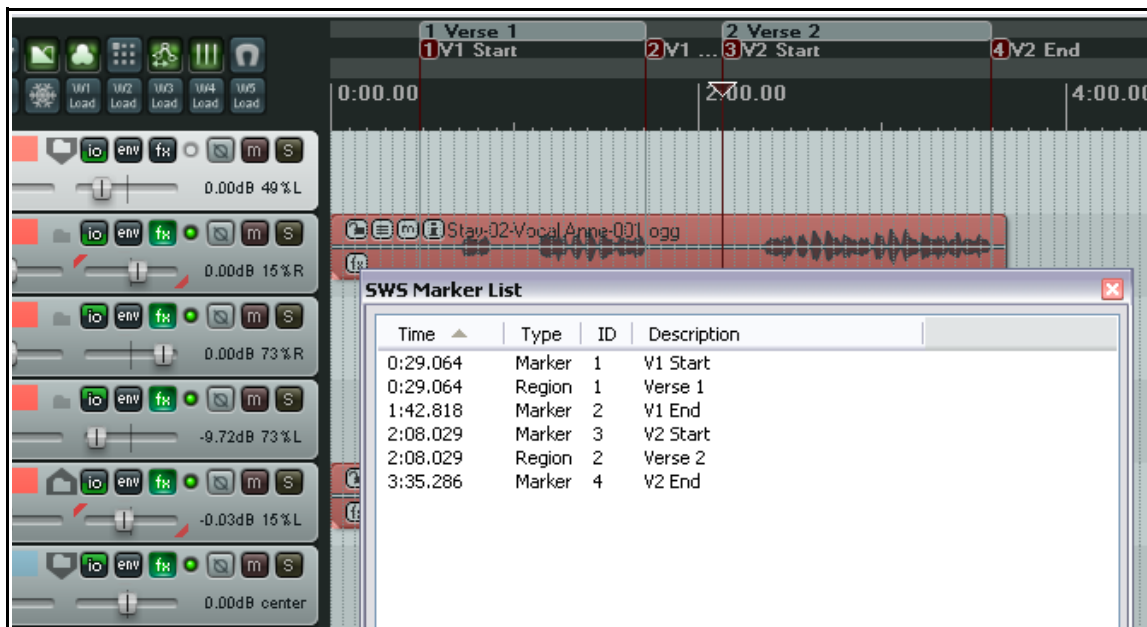 1 Verse 1 2 Verse 2
1 V1 Start 2 V1 ... 3 V2 Start 4 V2 End
W1 Load W2 Load W3 Load W4 Load W5 Load
0:00.00 2:00.00 4:00.00
io env fx m S
0.00dB 49%L
Stay-02-Vocal Anne-001.ogg
io env fx m S
fx
0.00dB 15%R
SWS Marker List
Time Type ID Description
io env fx m S
0:29.064 Marker 1 V1 Start
0.00dB 73%R
0:29.064 Region 1 Verse 1
1:42.818 Marker 2 V1 End
io env fx m S
2:08.029 Marker 3 V2 Start
-9.72dB 73%L
2:08.029 Region 2 Verse 2
3:35.286 Marker 4 V2 End
io env fx m S
-0.03dB 15%L
io env fx m S
0.00dB center